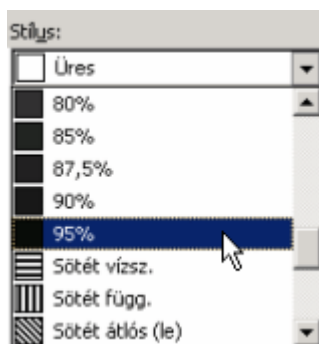 Stílus:
Üres
80%
85%
87,5%
90%
95%
Sötét vízsz.
Sötét függ.
Sötét átlós (le)